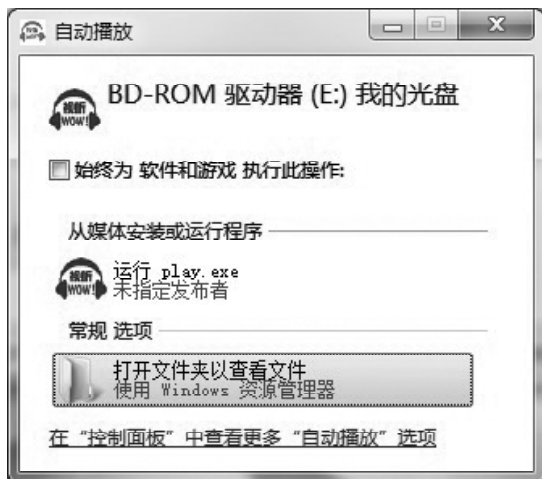 自动播放
视听
WOW!
BD-ROM 驱动器 (E:) 我的光盘
始终为 软件和游戏 执行此操作:
从媒体安装或运行程序
视听
WOW!
运行 play.exe
未指定发布者
常规 选项
打开文件夹以查看文件
使用 Windows 资源管理器
在“控制面板”中查看更多“自动播放”选项